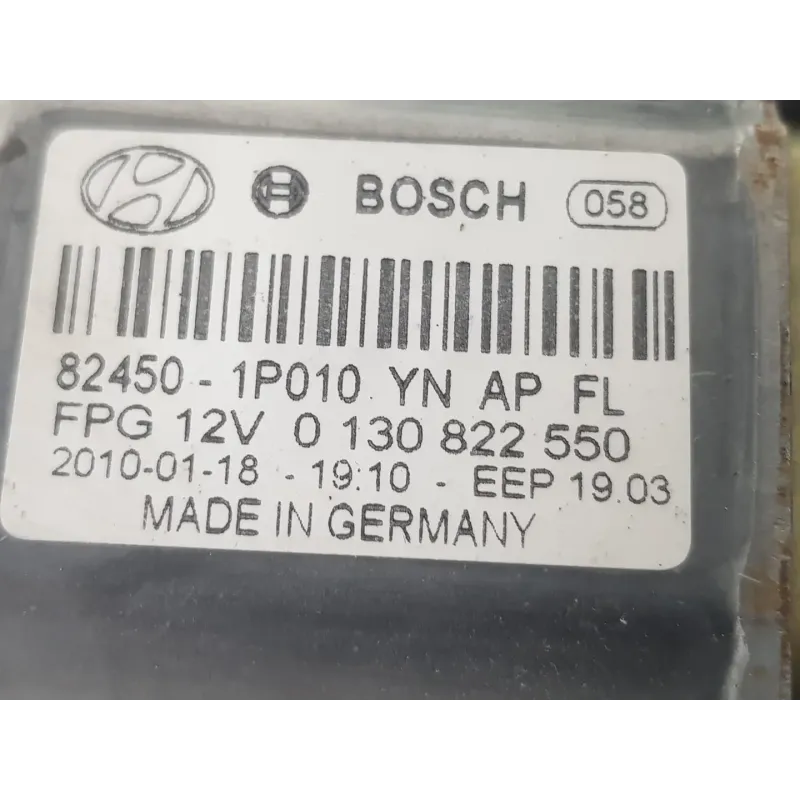 BOSCH 058
82450-1P010 YN AP FL
FPG 12V 0 130 822 550
2010-01-18 - 19:10 - EEP 19.03
MADE IN GERMANY